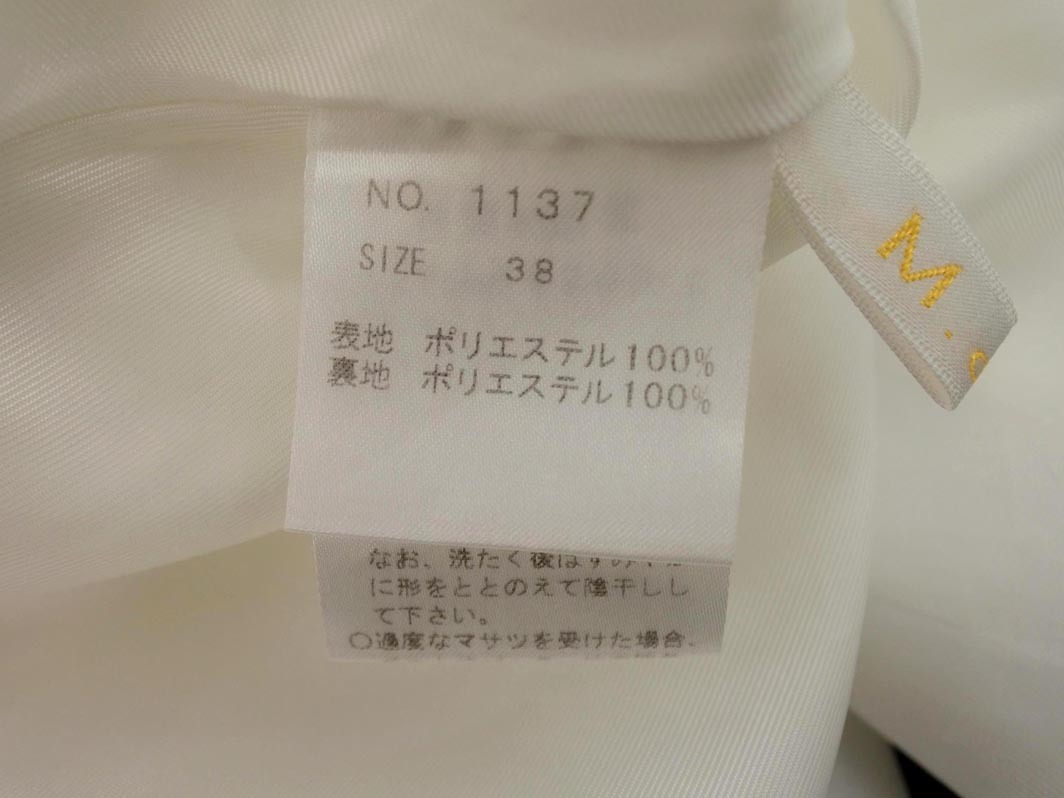 NO. 1137
SIZE 38
表地 ポリエステル100%
裏地 ポリエステル100%
なお、洗たく後は
に形をととのえて陰干しし
て下さい。
○過度なマサツを受けた場合、
M.